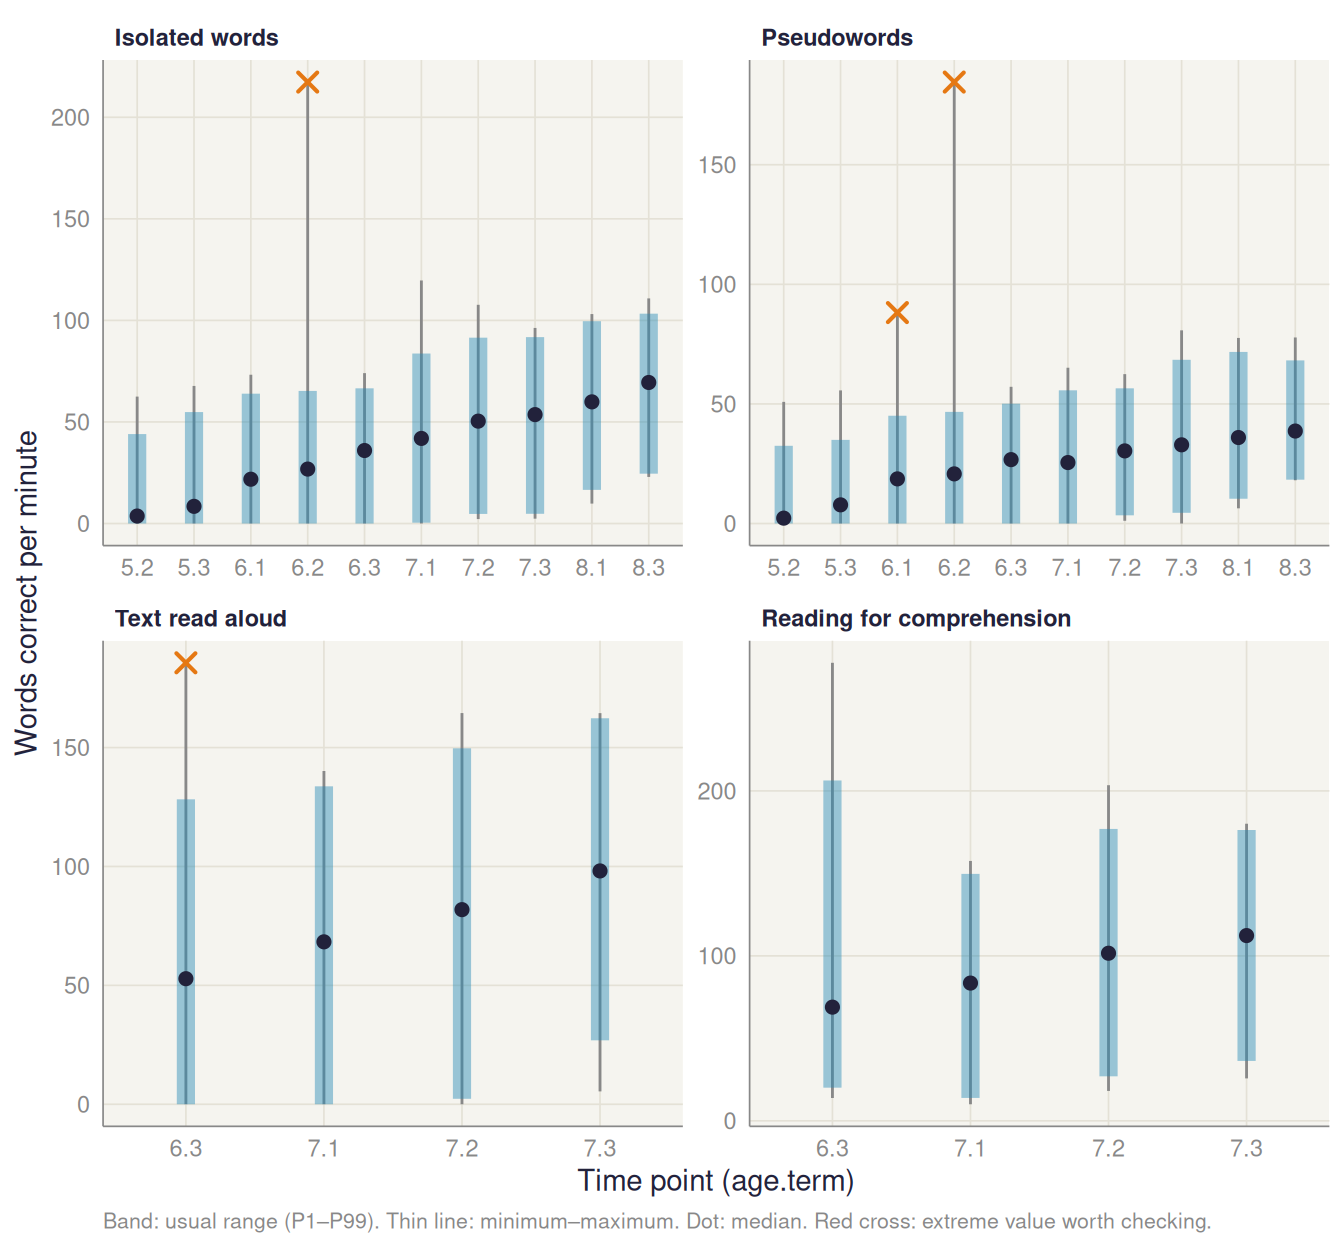 Isolated words
Pseudowords
200
150
100
50
0
5.2 5.3 6.1 6.2 6.3 7.1 7.2 7.3 8.1 8.3
150
100
50
0
5.2 5.3 6.1 6.2 6.3 7.1 7.2 7.3 8.1 8.3
Words correct per minute
Text read aloud
Reading for comprehension
150
100
50
0
6.3 7.1 7.2 7.3
200
100
0
6.3 7.1 7.2 7.3
Time point (age.term)
Band: usual range (P1–P99). Thin line: minimum–maximum. Dot: median. Red cross: extreme value worth checking.